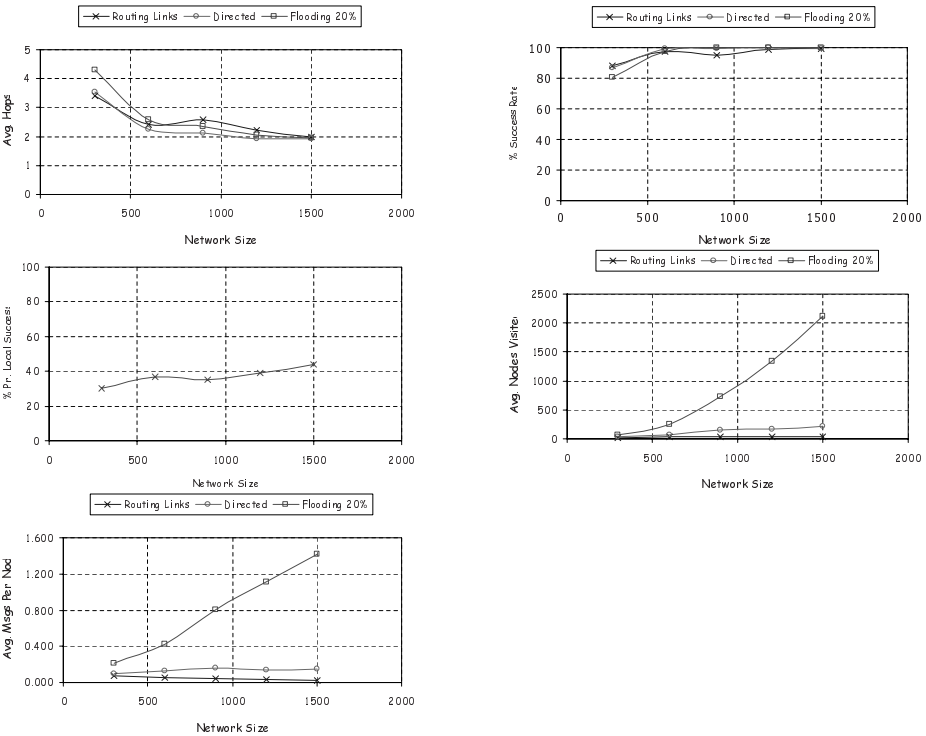 Routing Links Directed Flooding 20%
Avg. Hops
5
4
3
2
1
0
0 500 1000 1500 2000
Network Size
Routing Links Directed Flooding 20%
% Success Rate
100
80
60
40
20
0
0 500 1000 1500 2000
Network Size
% Pr. Local Success
100
80
60
40
20
0
0 500 1000 1500 2000
Network Size
Routing Links Directed Flooding 20%
Avg. Nodes Visite
2500
2000
1500
1000
500
0
0 500 1000 1500 2000
Network Size
Routing Links Directed Flooding 20%
Avg. Msgs Per Nod
1.600
1.200
0.800
0.400
0.000
0 500 1000 1500 2000
Network Size